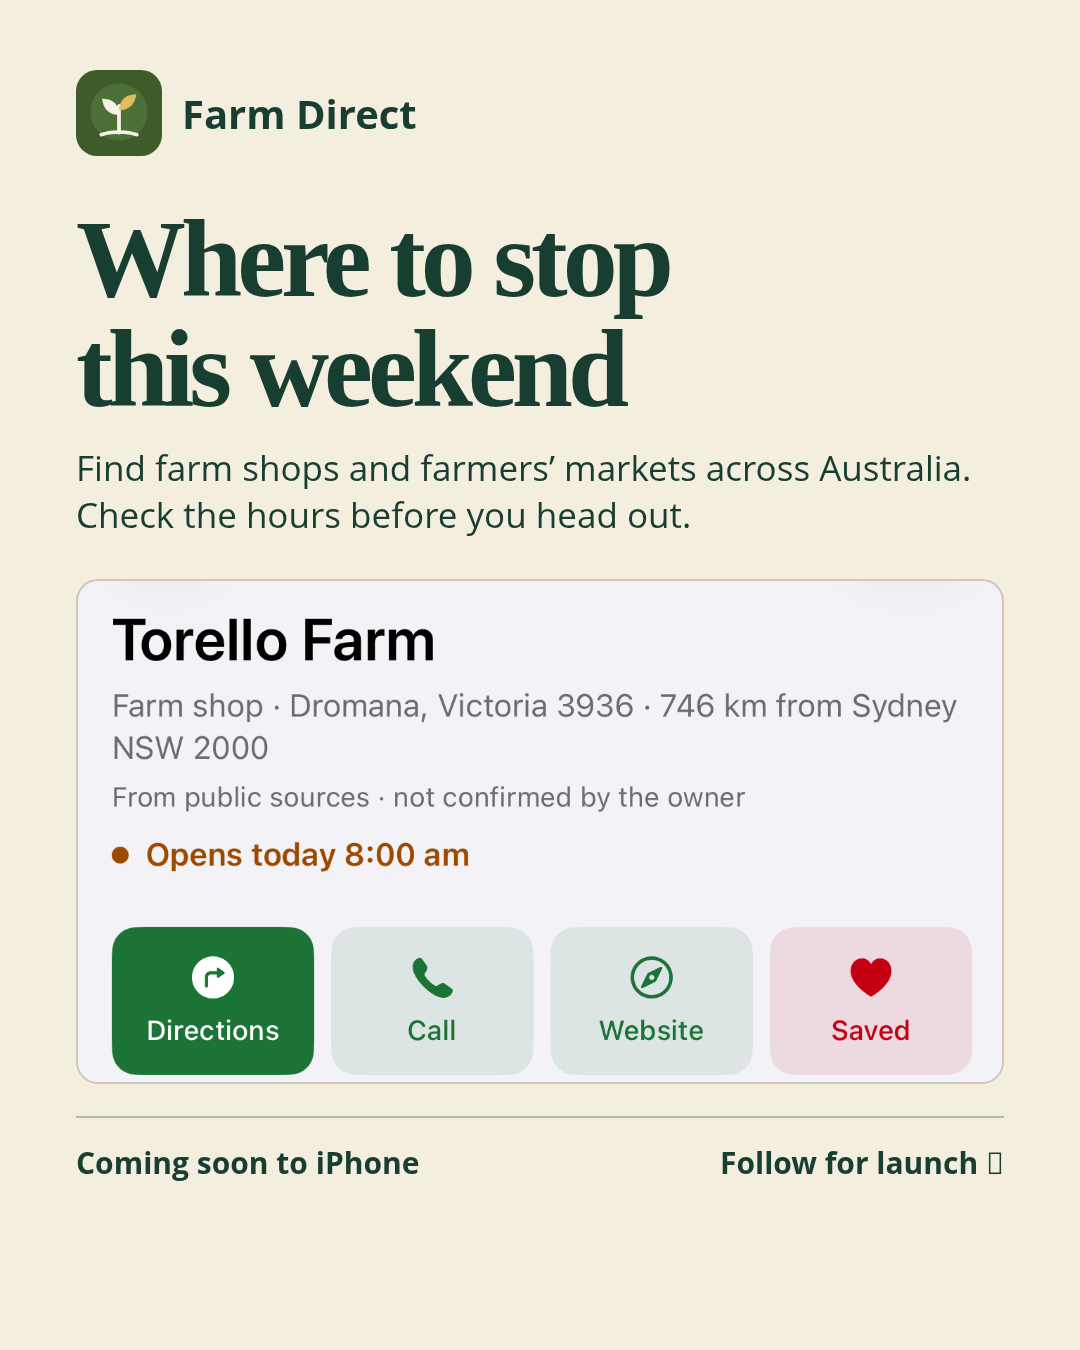 Farm Direct
Where to stop
this weekend
Find farm shops and farmers’ markets across Australia.
Check the hours before you head out.
Torello Farm
Farm shop · Dromana, Victoria 3936 · 746 km from Sydney
NSW 2000
From public sources · not confirmed by the owner
Opens today 8:00 am
Directions
Call
Website
Saved
Coming soon to iPhone
Follow for launch